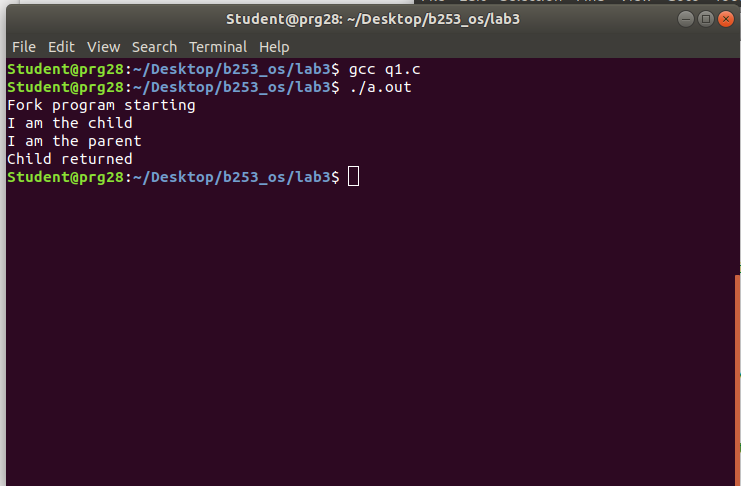 Student@prg28: ~/Desktop/b253_os/lab3
File Edit View Search Terminal Help
Student@prg28:~/Desktop/b253_os/lab3$ gcc q1.c
Student@prg28:~/Desktop/b253_os/lab3$ ./a.out
Fork program starting
I am the child
I am the parent
Child returned
Student@prg28:~/Desktop/b253_os/lab3$